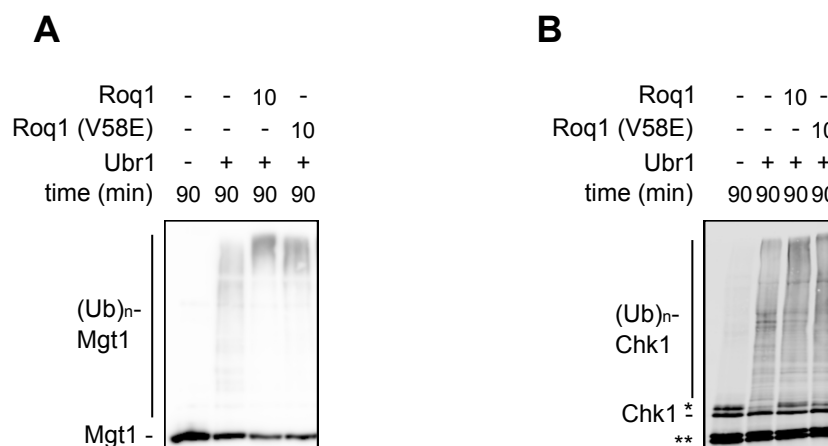 A
Roq1 - - 10 -
Roq1 (V58E) - - - 10
Ubr1 - + + +
time (min) 90 90 90 90
(Ub)n-
Mgt1
Mgt1 -
B
Roq1 - - 10 -
Roq1 (V58E) - - - 10
Ubr1 - + + +
time (min) 90 90 90 90
(Ub)n-
Chk1
*
Chk1 -
**